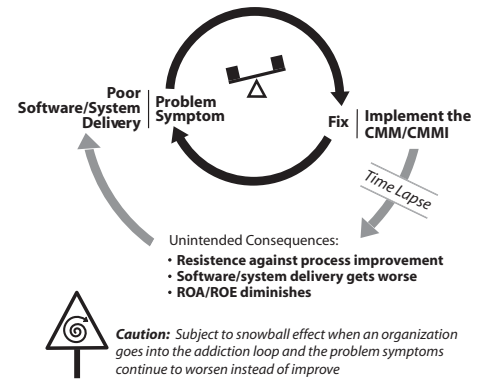 Poor
Software/System
Delivery
Problem
Symptom
Fix
Implement the
CMM/CMMI
Time Lapse
Unintended Consequences:
• Resistence against process improvement
• Software/system delivery gets worse
• ROA/ROE diminishes
Caution: Subject to snowball effect when an organization
goes into the addiction loop and the problem symptoms
continue to worsen instead of improve